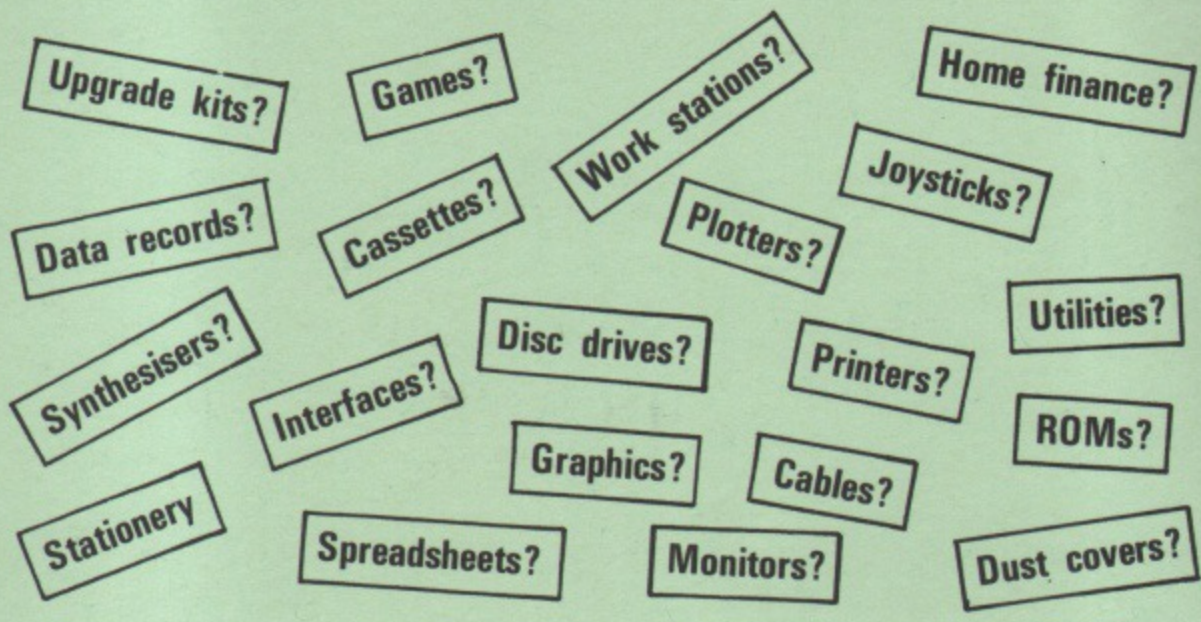 Upgrade kits?
Games?
Work stations?
Home finance?
Data records?
Cassettes?
Plotters?
Joysticks?
Synthesisers?
Interfaces?
Disc drives?
Printers?
Utilities?
Graphics?
Cables?
ROMs?
Stationery
Spreadsheets?
Monitors?
Dust covers?